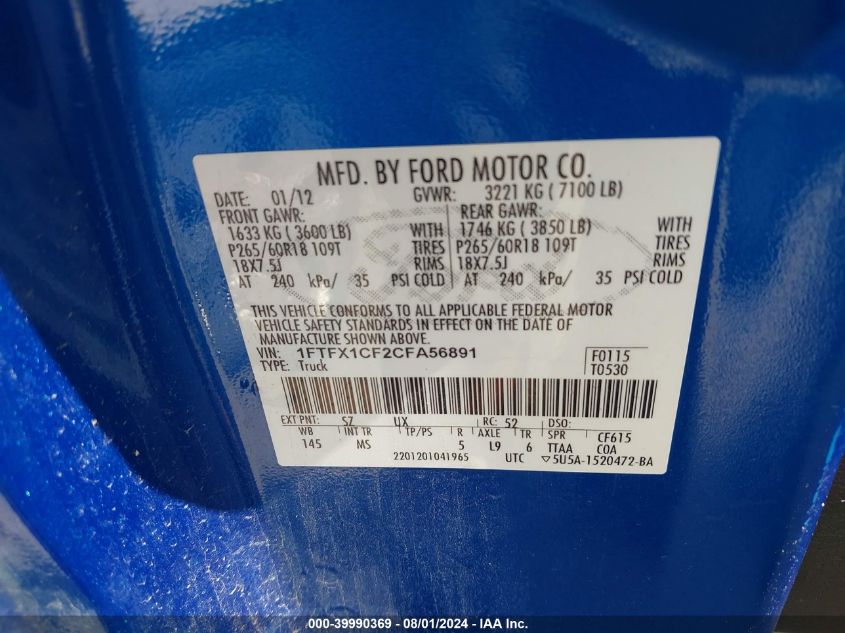 MFD. BY FORD MOTOR CO.
DATE: 01/12 GVWR: 3221 KG ( 7100 LB)
FRONT GAWR: REAR GAWR:
1633 KG ( 3600 LB) WITH 1746 KG ( 3850 LB) WITH
P265/60R18 109T TIRES P265/60R18 109T TIRES
18X7.5J RIMS 18X7.5J RIMS
AT 240 kPa/ 35 PSI COLD AT 240 kPa/ 35 PSI COLD
THIS VEHICLE CONFORMS TO ALL APPLICABLE FEDERAL MOTOR
VEHICLE SAFETY STANDARDS IN EFFECT ON THE DATE OF
MANUFACTURE SHOWN ABOVE.
VIN: 1FTFX1CF2CFA56891 F0115
TYPE: Truck T0530
EXT PNT: SZ UX RC: 52 DSO:
WB INT TR TP/PS R AXLE TR SPR CF615
145 MS 5 L9 6 TTAA COA
2201201041965 UTC ▽5U5A-1520472-BA
000-39990369 - 08/01/2024 - IAA Inc.